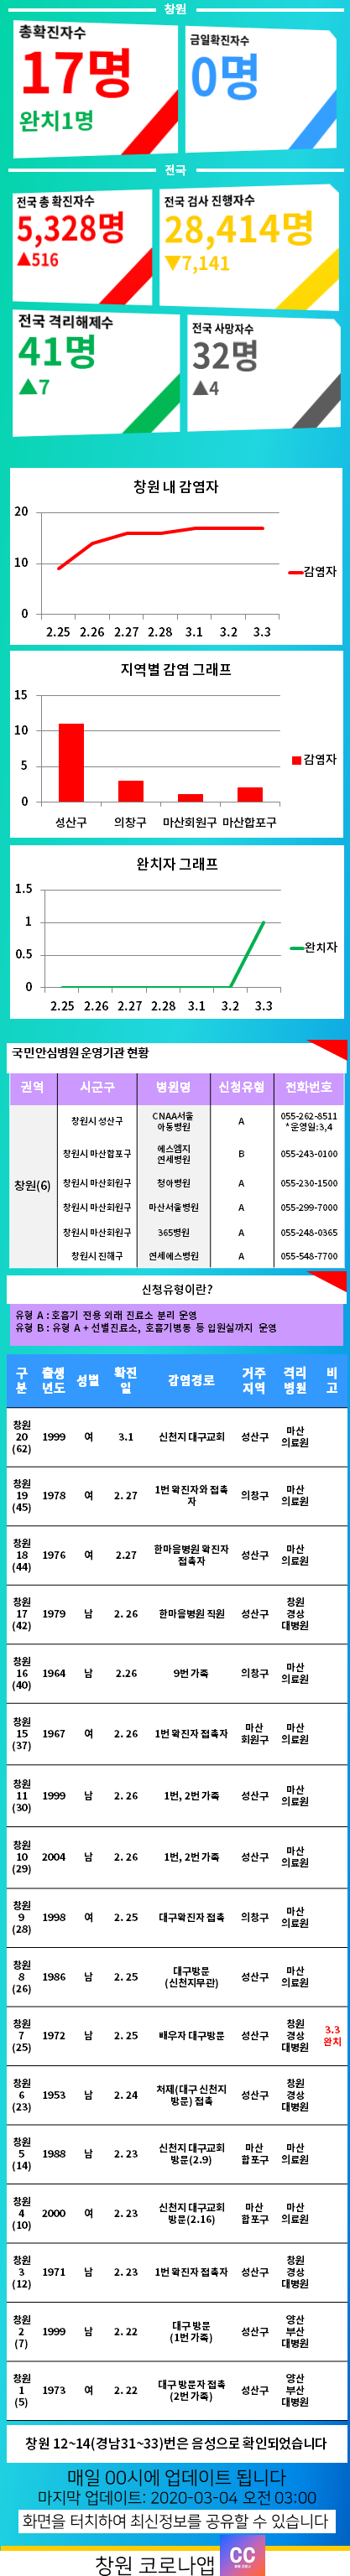 창원
총확진자수
17명
완치1명
금일확진자수
0명
전국
전국 총 확진자수
5,328명
▲516
전국 검사 진행자수
28,414명
▼7,141
전국 격리해제수
41명
▲7
전국 사망자수
32명
▲4
창원 내 감염자
20
10
0
2.25 2.26 2.27 2.28 3.1 3.2 3.3
감염자
지역별 감염 그래프
15
10
5
0
성산구 의창구 마산회원구 마산합포구
감염자
완치자 그래프
1.5
1
0.5
0
2.25 2.26 2.27 2.28 3.1 3.2 3.3
완치자
국민안심병원 운영기관 현황
권역 시군구 병원명 신청유형 전화번호
창원(6)
창원시 성산구 CNAA서울 아동병원 A 055-262-8511 *운영일:3,4
창원시 마산합포구 에스엠지 연세병원 B 055-243-0100
창원시 마산회원구 청아병원 A 055-230-1500
창원시 마산회원구 마산서울병원 A 055-299-7000
창원시 마산회원구 365병원 A 055-248-0365
창원시 진해구 연세에스병원 A 055-548-7700
신청유형이란?
유형 A : 호흡기 전용 외래 진료소 분리 운영
유형 B : 유형 A + 선별진료소, 호흡기병동 등 입원실까지 운영
구분 출생년도 성별 확진일 감염경로 거주지역 격리병원 비고
창원 20 (62) 1999 여 3.1 신천지 대구교회 성산구 마산 의료원
창원 19 (45) 1978 여 2. 27 1번 확진자와 접촉자 의창구 마산 의료원
창원 18 (44) 1976 여 2.27 한마음병원 확진자 접촉자 성산구 마산 의료원
창원 17 (42) 1979 남 2. 26 한마음병원 직원 성산구 창원 경상 대병원
창원 16 (40) 1964 남 2.26 9번 가족 의창구 마산 의료원
창원 15 (37) 1967 여 2. 26 1번 확진자 접촉자 마산 회원구 마산 의료원
창원 11 (30) 1999 남 2. 26 1번, 2번 가족 성산구 마산 의료원
창원 10 (29) 2004 남 2. 26 1번, 2번 가족 성산구 마산 의료원
창원 9 (28) 1998 여 2. 25 대구확진자 접촉 의창구 마산 의료원
창원 8 (26) 1986 남 2. 25 대구방문 (신천지무관) 성산구 마산 의료원
창원 7 (25) 1972 남 2. 25 배우자 대구방문 성산구 창원 경상 대병원 3.3 완치
창원 6 (23) 1953 남 2. 24 처제(대구 신천지 방문) 접촉 성산구 창원 경상 대병원
창원 5 (14) 1988 남 2. 23 신천지 대구교회 방문(2.9) 마산 합포구 마산 의료원
창원 4 (10) 2000 여 2. 23 신천지 대구교회 방문(2.16) 마산 합포구 마산 의료원
창원 3 (12) 1971 남 2. 23 1번 확진자 접촉자 성산구 창원 경상 대병원
창원 2 (7) 1999 남 2. 22 대구 방문 (1번 가족) 성산구 양산 부산 대병원
창원 1 (5) 1973 여 2. 22 대구 방문자 접촉 (2번 가족) 성산구 양산 부산 대병원
창원 12~14(경남31~33)번은 음성으로 확인되었습니다
매일 00시에 업데이트 됩니다
마지막 업데이트: 2020-03-04 오전 03:00
화면을 터치하여 최신정보를 공유할 수 있습니다
창원 코로나앱
CC